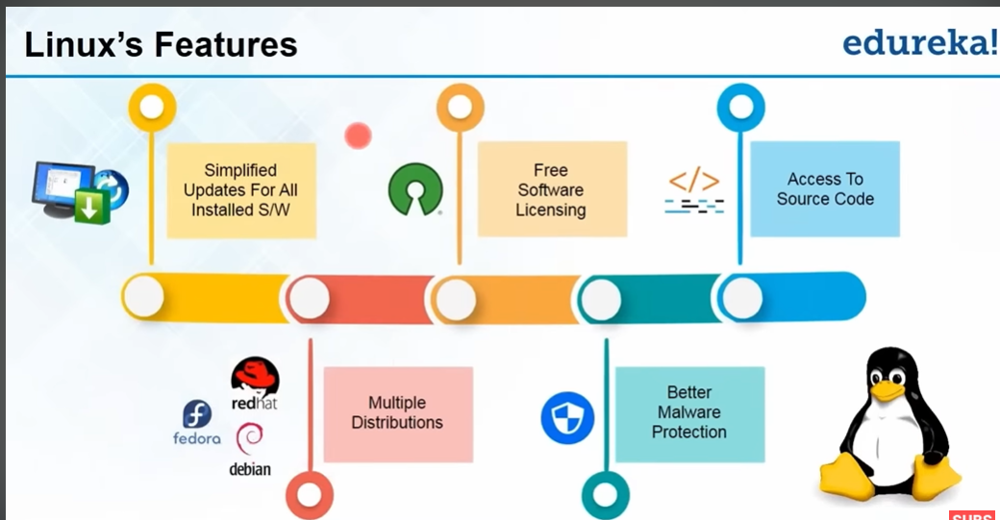 Linux's Features
edureka!
Simplified
Updates For All
Installed S/W
Free
Software
Licensing
</>
Access To
Source Code
redhat
fedora
debian
Multiple
Distributions
Better
Malware
Protection
SUBS